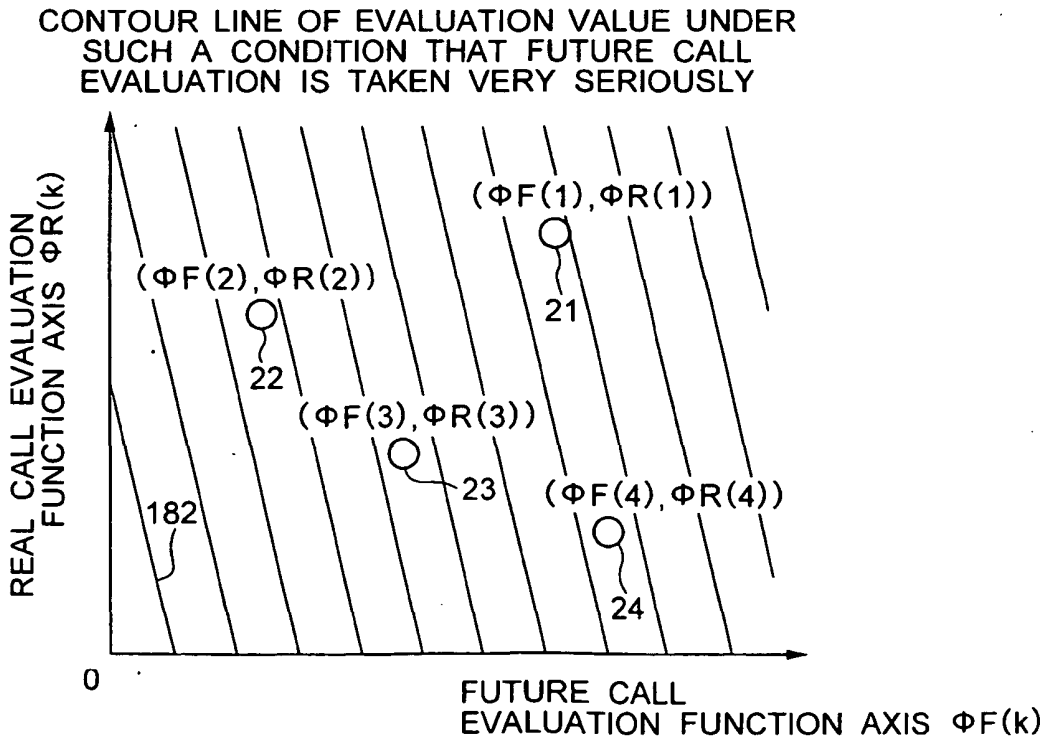 CONTOUR LINE OF EVALUATION VALUE UNDER
SUCH A CONDITION THAT FUTURE CALL
EVALUATION IS TAKEN VERY SERIOUSLY
REAL CALL EVALUATION
FUNCTION AXIS ΦR(k)
(ΦF(1),ΦR(1))
21
(ΦF(2),ΦR(2))
22
(ΦF(3),ΦR(3))
23
(ΦF(4),ΦR(4))
24
182
0
FUTURE CALL
EVALUATION FUNCTION AXIS ΦF(k)